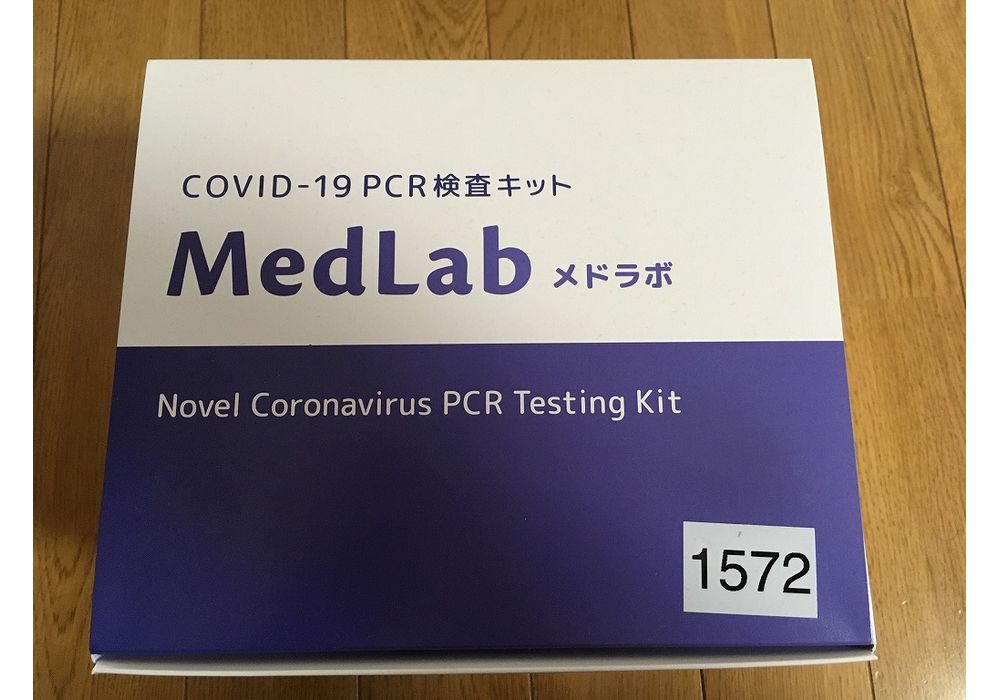 COVID-19 PCR検査キット
MedLab メドラボ
Novel Coronavirus PCR Testing Kit
1572